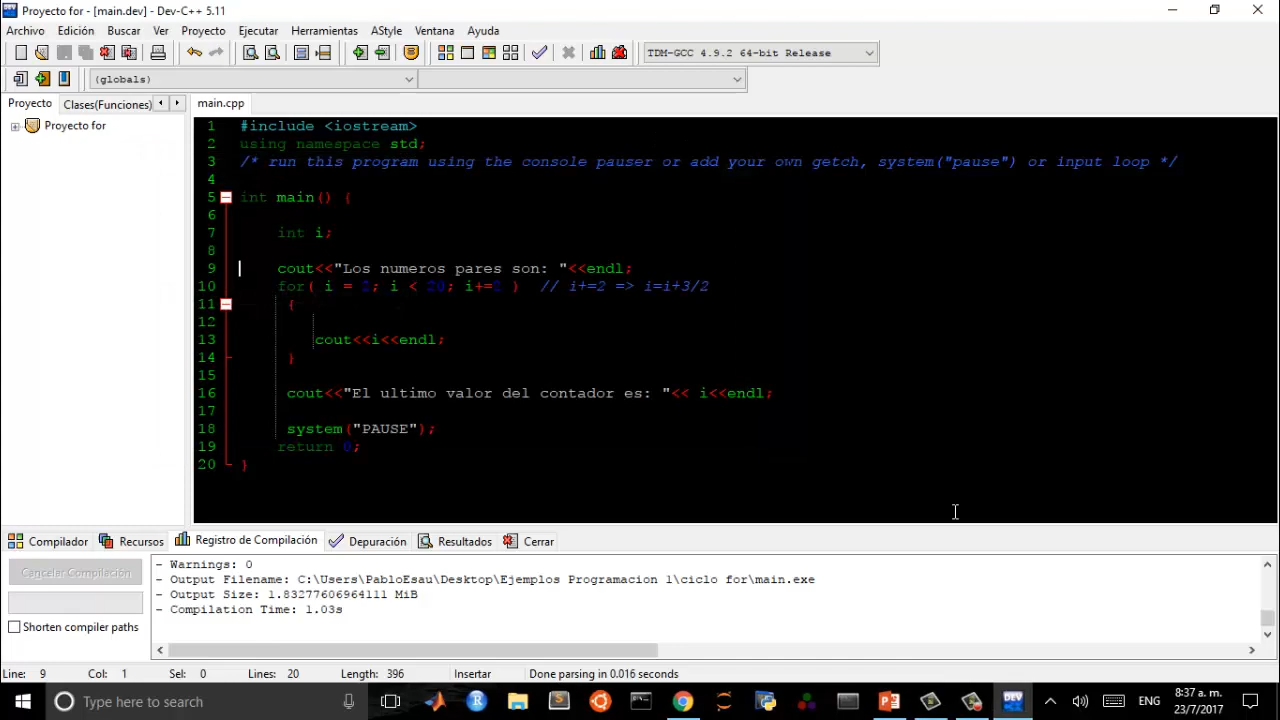 Proyecto for - [main.dev] - Dev-C++ 5.11
Archivo Edición Buscar Ver Proyecto Ejecutar Herramientas AStyle Ventana Ayuda
TDM-GCC 4.9.2 64-bit Release
(globals)
Proyecto Clases(Funciones) main.cpp
Proyecto for
1 #include <iostream>
2 using namespace std;
3 /* run this program using the console pauser or add your own getch, system("pause") or input loop */
4
5 int main() {
6
7 int i;
8
9 cout<<"Los numeros pares son: "<<endl;
10 for( i = 2; i < 20; i+=2 ) // i+=2 => i=i+3/2
11 {
12
13 cout<<i<<endl;
14 }
15
16 cout<<"El ultimo valor del contador es: "<< i<<endl;
17
18 system("PAUSE");
19 return 0;
20 }
Compilador Recursos Registro de Compilación Depuración Resultados Cerrar
Cancelar Compilación
Shorten compiler paths
- Warnings: 0
- Output Filename: C:\Users\PabloEsau\Desktop\Ejemplos Programacion 1\ciclo for\main.exe
- Output Size: 1.83277606964111 MiB
- Compilation Time: 1.03s
Line: 9 Col: 1 Sel: 0 Lines: 20 Length: 396 Insertar Done parsing in 0.016 seconds
Type here to search
ENG
8:37 a. m.
23/7/2017